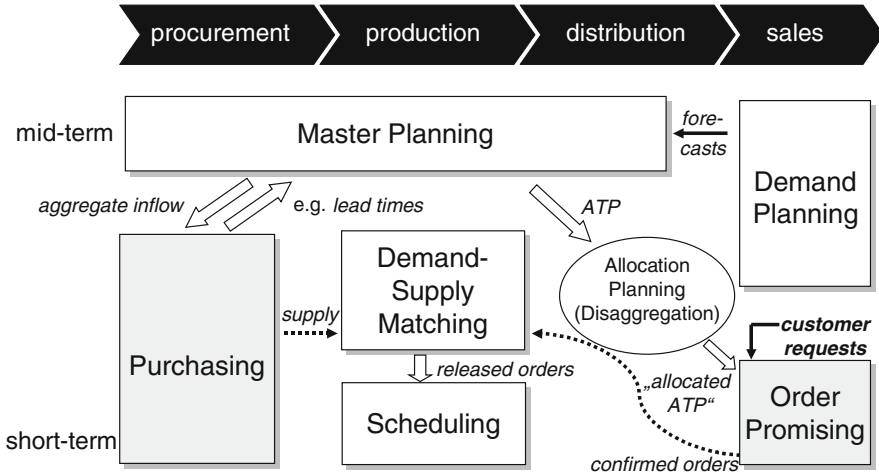 procurement
production
distribution
sales
mid-term
Master Planning
fore-
casts
Demand
Planning
aggregate inflow
e.g. lead times
ATP
Demand-
Supply
Matching
Allocation
Planning
(Disaggregation)
supply
Purchasing
customer
requests
released orders
„allocated
ATP“
Order
Promising
Scheduling
short-term
confirmed orders